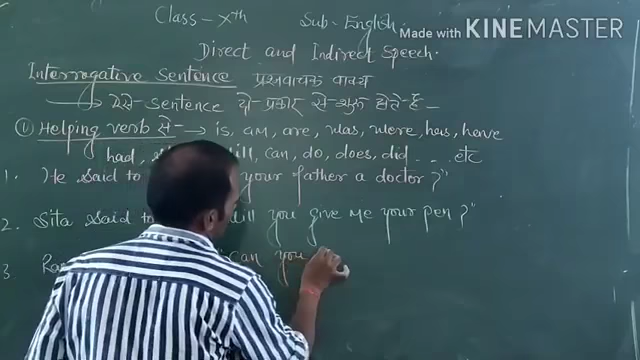 Class - Xth Sub - English
Made with KINEMASTER
Direct and Indirect Speech.
Interrogative Sentence प्रश्नवाचक वाक्य
→ ऐसे Sentence दो प्रकार से शुरू होते हैं -
① Helping verb से - → is, am, are, was, were, has, have
had, will, can, do, does, did .... etc
1. He said to your father a doctor?"
2. Sita said to will you give me your pen?"
3 can you